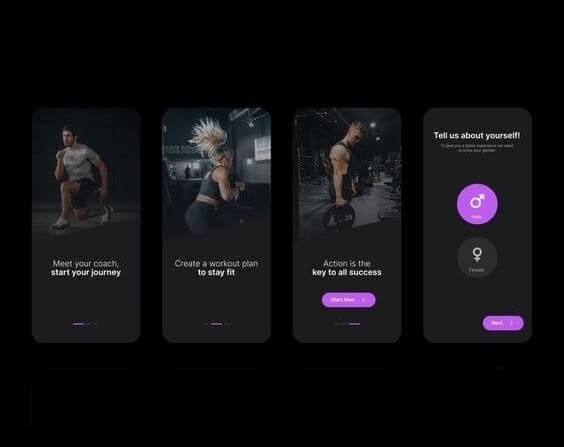 Meet your coach,
start your journey
Create a workout plan
to stay fit
20
Action is the
key to all success
Start Now
Tell us about yourself!
To give you a better experience we need
to know your gender
Male
Female
Next